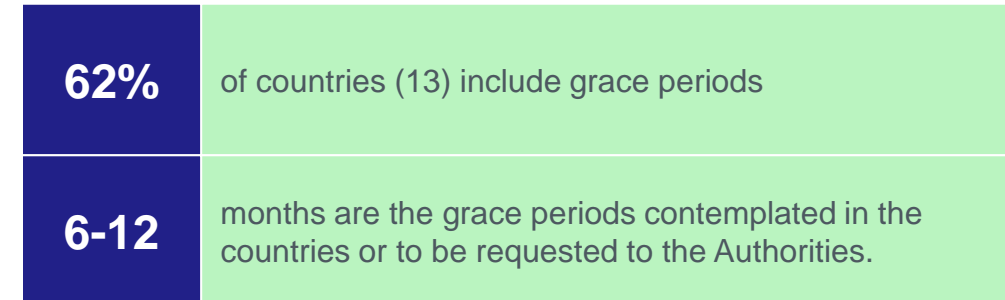 62%
of countries (13) include grace periods
6-12
months are the grace periods contemplated in the
countries or to be requested to the Authorities.